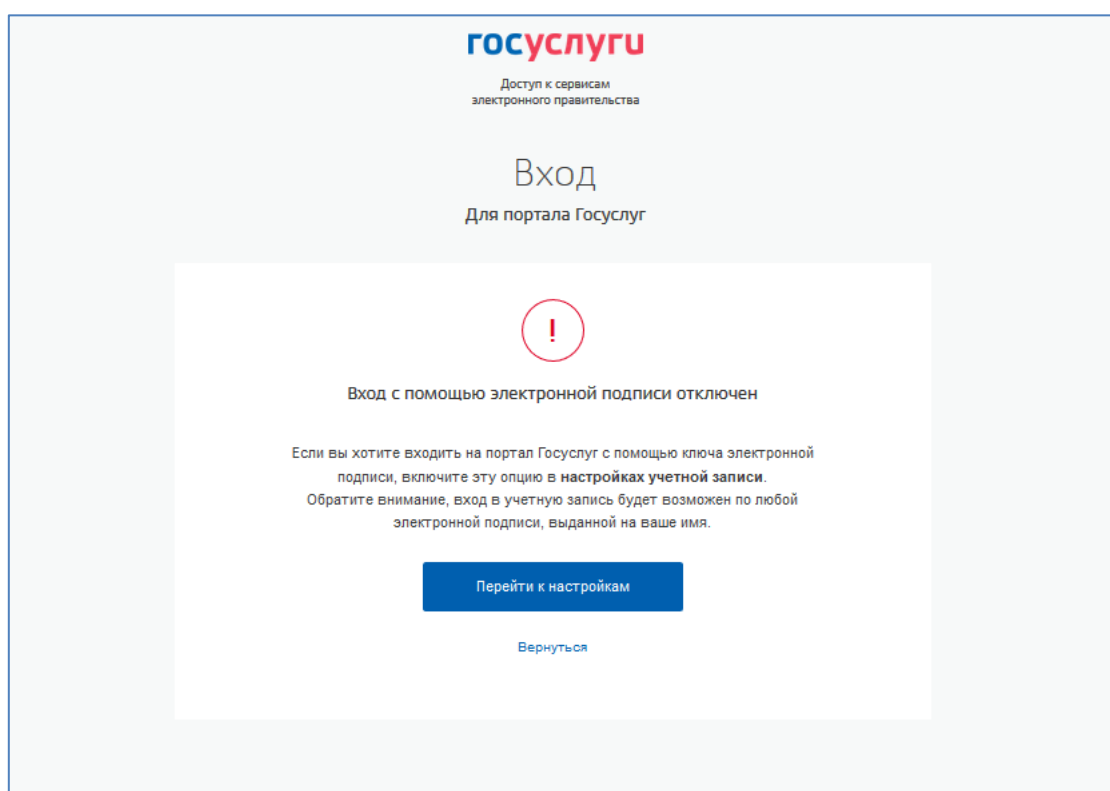 госуслуги
Доступ к сервисам
электронного правительства
Вход
Для портала Госуслуг
!
Вход с помощью электронной подписи отключен
Если вы хотите входить на портал Госуслуг с помощью ключа электронной
подписи, включите эту опцию в настройках учетной записи.
Обратите внимание, вход в учетную запись будет возможен по любой
электронной подписи, выданной на ваше имя.
Перейти к настройкам
Вернуться